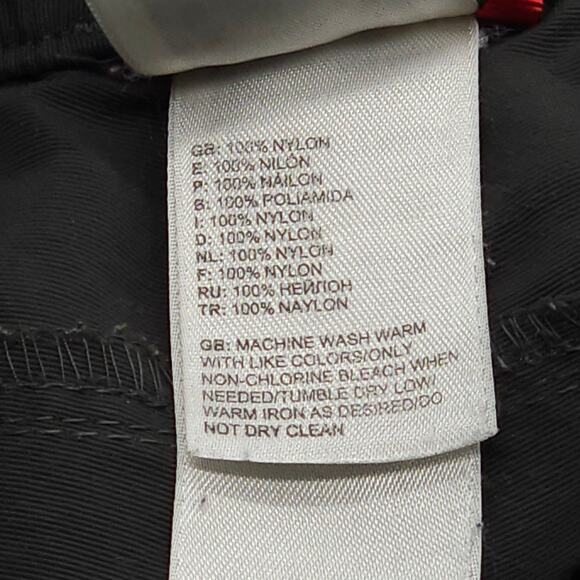 GB: 100% NYLON
E: 100% NILÓN
P: 100% NÁILON
B: 100% POLIAMIDA
I: 100% NYLON
D: 100% NYLON
NL: 100% NYLON
F: 100% NYLON
RU: 100% НЕЙЛОН
TR: 100% NAYLON
GB: MACHINE WASH WARM
WITH LIKE COLORS/ONLY
NON-CHLORINE BLEACH WHEN
NEEDED/TUMBLE DRY LOW/
WARM IRON AS DESIRED/DO
NOT DRY CLEAN